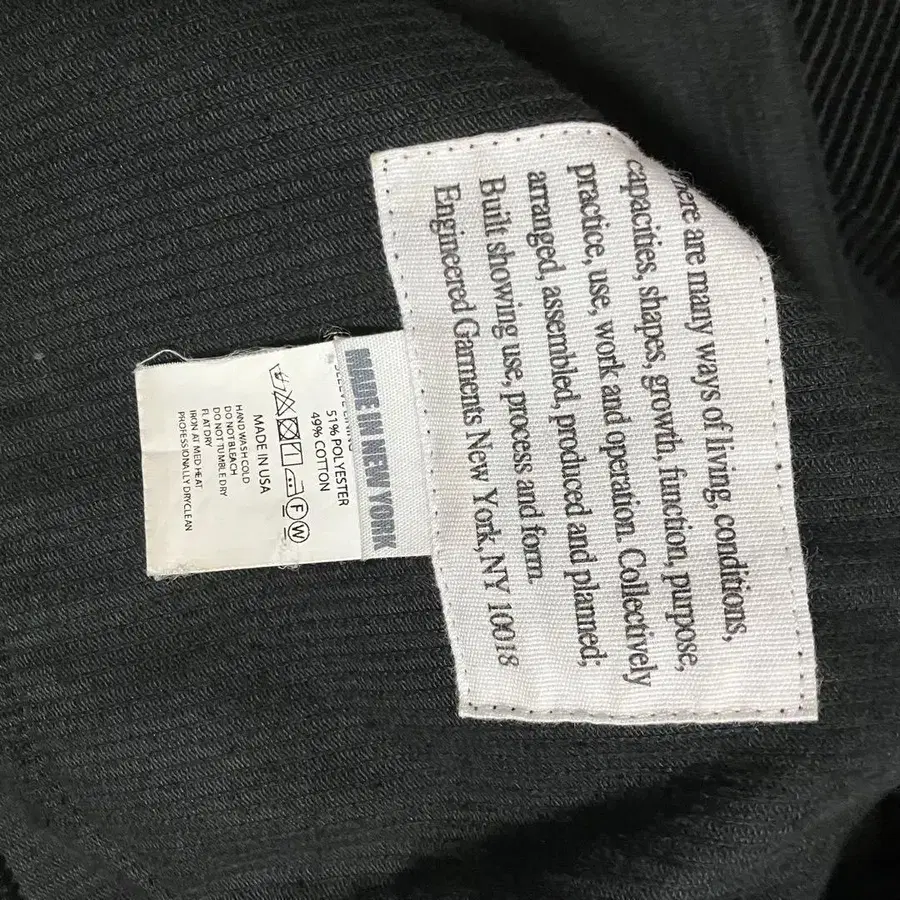 here are many ways of living, conditions,
capacities, shapes, growth, function, purpose,
practice, use, work and operation. Collectively
arranged, assembled, produced and planned;
Built showing use, process and form.
Engineered Garments New York, NY 10018
MADE IN NEW YORK
51% POLYESTER
49% COTTON
F W
MADE IN USA
HAND WASH COLD
DO NOT BLEACH
DO NOT TUMBLE DRY
FLAT DRY
IRON AT MED HEAT
PROFESSIONALLY DRYCLEAN